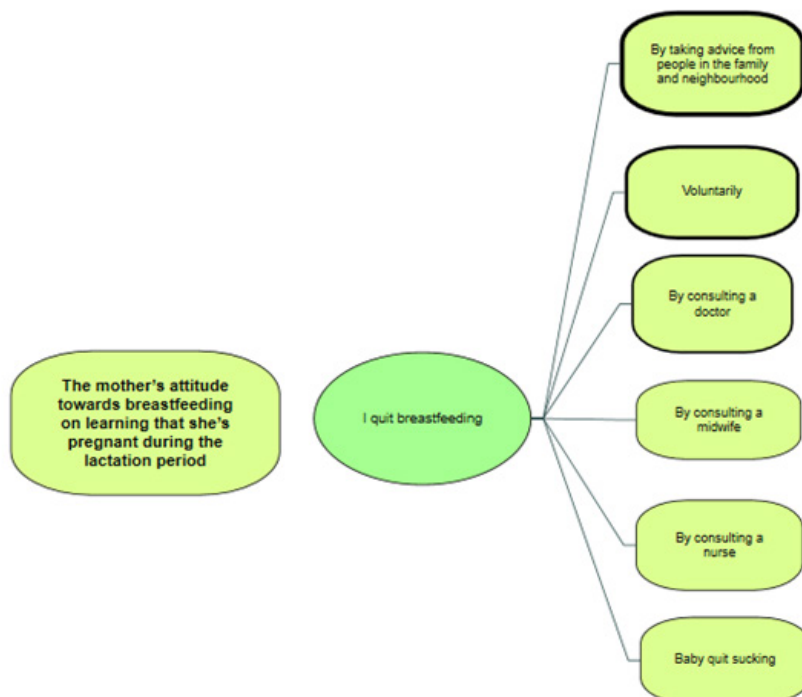 The mother's attitude
towards breastfeeding
on learning that she's
pregnant during the
lactation period
I quit breastfeeding
By taking advice from
people in the family
and neighbourhood
Voluntarily
By consulting a
doctor
By consulting a
midwife
By consulting a
nurse
Baby quit sucking